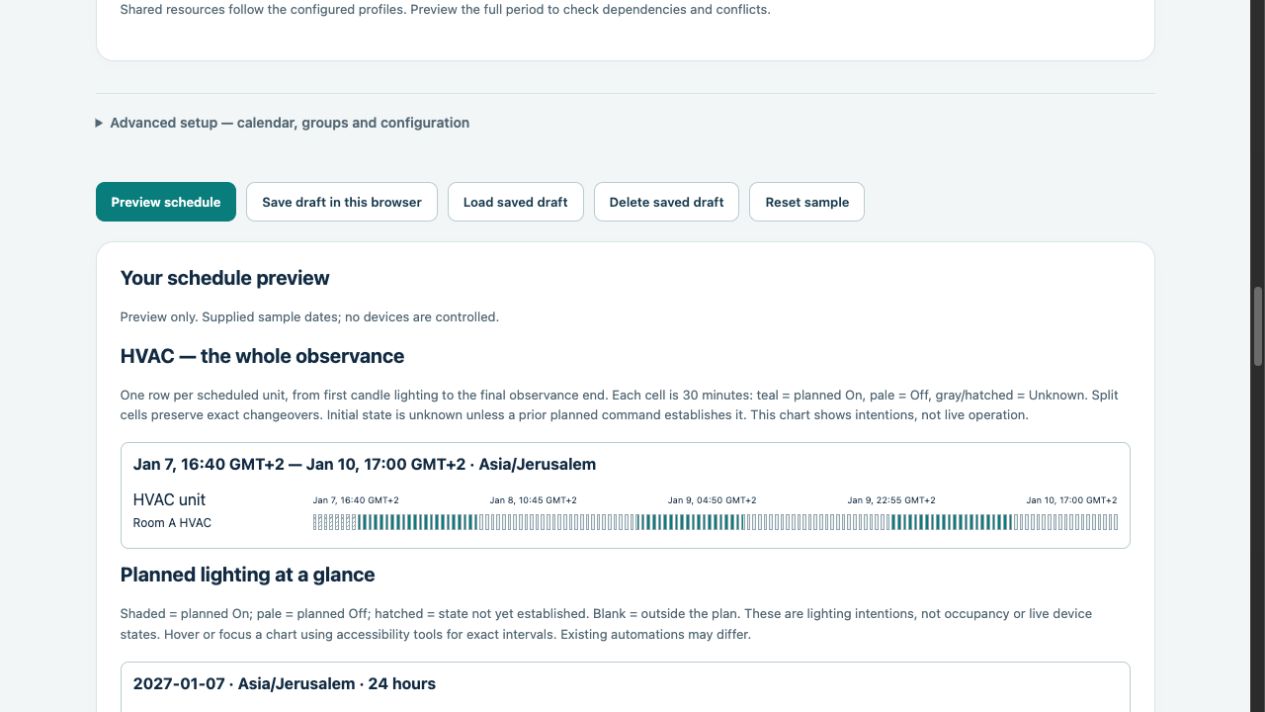 Shared resources follow the configured profiles. Preview the full period to check dependencies and conflicts.
Advanced setup — calendar, groups and configuration
Preview schedule
Save draft in this browser
Load saved draft
Delete saved draft
Reset sample
Your schedule preview
Preview only. Supplied sample dates; no devices are controlled.
HVAC — the whole observance
One row per scheduled unit, from first candle lighting to the final observance end. Each cell is 30 minutes: teal = planned On, pale = Off, gray/hatched = Unknown. Split
cells preserve exact changeovers. Initial state is unknown unless a prior planned command establishes it. This chart shows intentions, not live operation.
Jan 7, 16:40 GMT+2 — Jan 10, 17:00 GMT+2 · Asia/Jerusalem
HVAC unit
Jan 7, 16:40 GMT+2
Jan 8, 10:45 GMT+2
Jan 9, 04:50 GMT+2
Jan 9, 22:55 GMT+2
Jan 10, 17:00 GMT+2
Room A HVAC
Planned lighting at a glance
Shaded = planned On; pale = planned Off; hatched = state not yet established. Blank = outside the plan. These are lighting intentions, not occupancy or live device
states. Hover or focus a chart using accessibility tools for exact intervals. Existing automations may differ.
2027-01-07 · Asia/Jerusalem · 24 hours